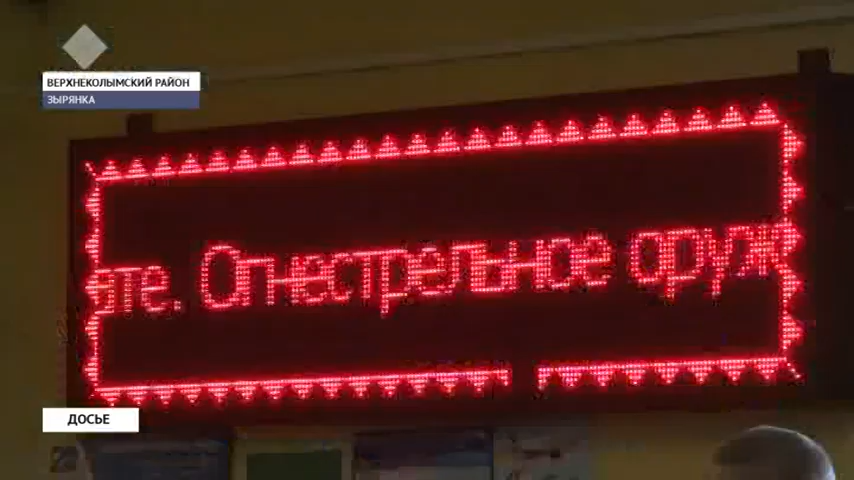 ВЕРХНЕКОЛЫМСКИЙ РАЙОН
ЗЫРЯНКА
ате. Огнестрельное оруж
ДОСЬЕ